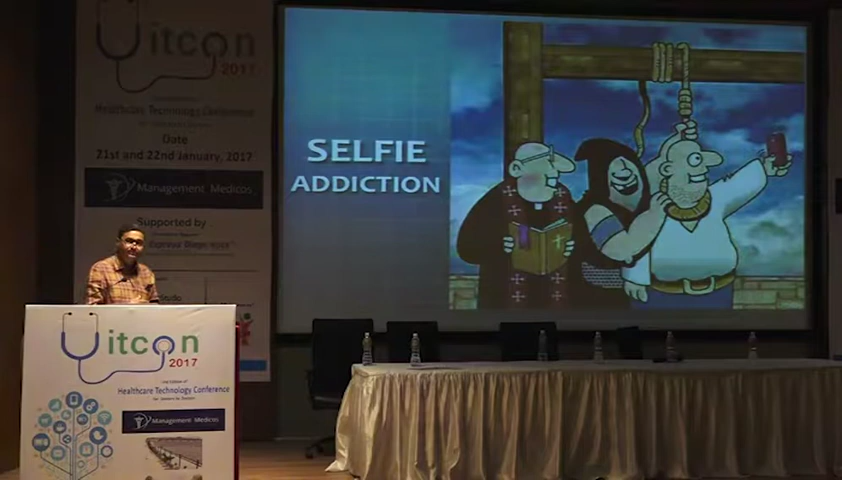 itcon
2017
Healthcare Technology Conference
Date
21st and 22nd January, 2017
Management Medicos
Supported by
SELFIE
ADDICTION
itcon
2017
Healthcare Technology Conference
Management Medicos